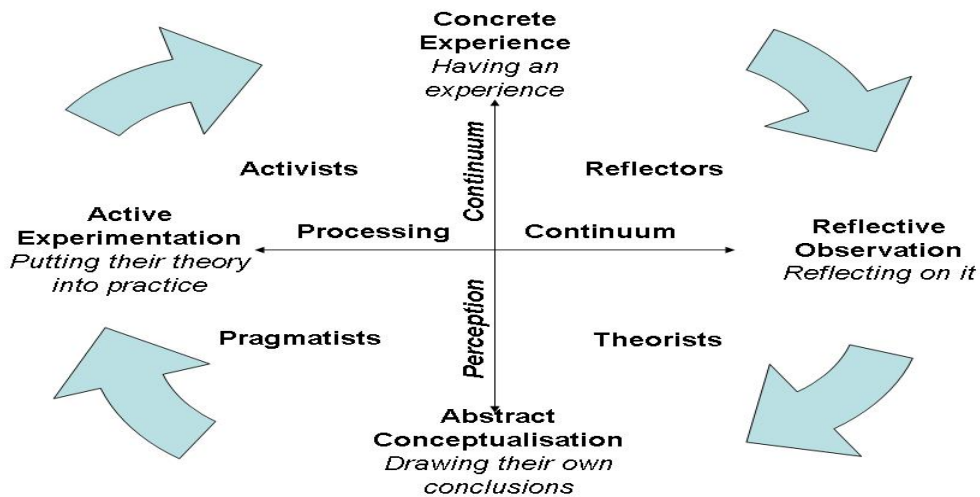 Concrete
Experience
Having an
experience
Continuum
Activists
Reflectors
Active
Experimentation
Putting their theory
into practice
Processing
Continuum
Reflective
Observation
Reflecting on it
Perception
Pragmatists
Theorists
Abstract
Conceptualisation
Drawing their own
conclusions